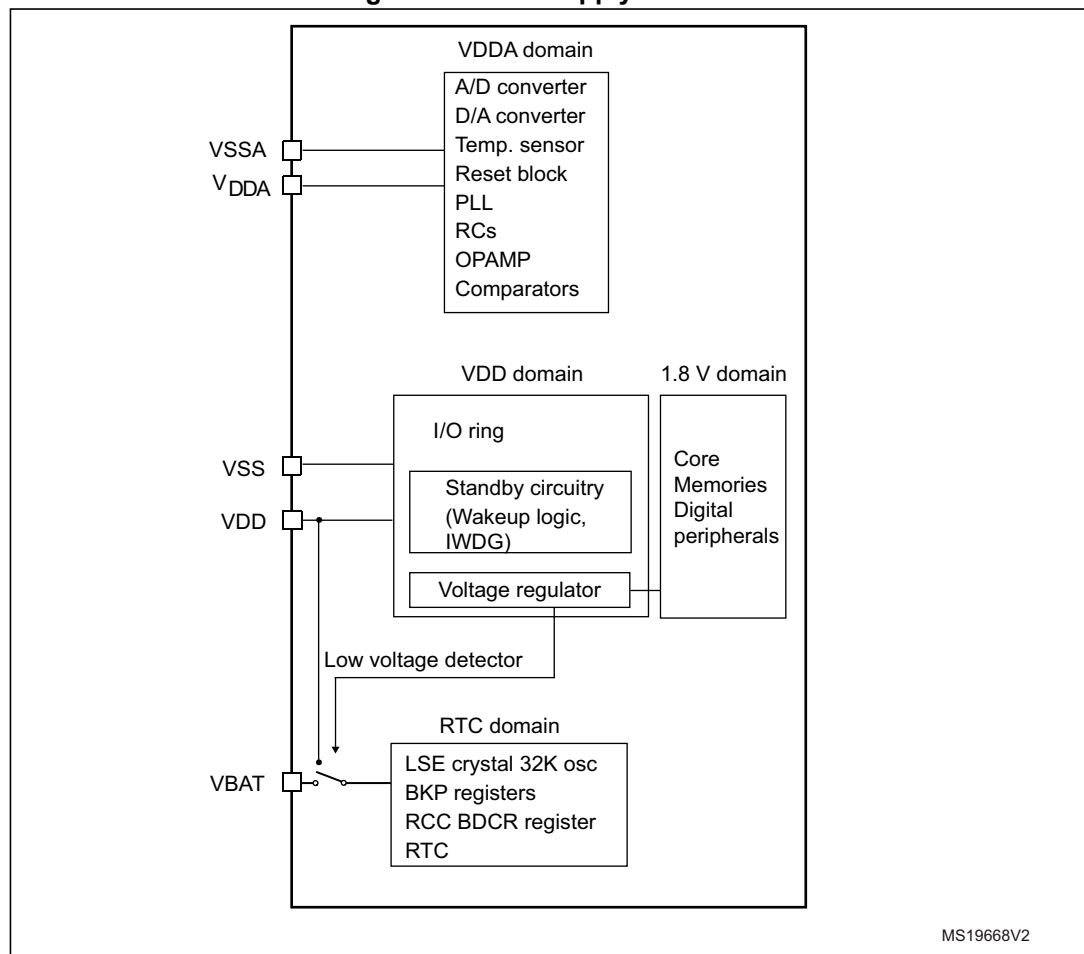 VDDA domain
A/D converter
D/A converter
Temp. sensor
Reset block
PLL
RCs
OPAMP
Comparators
VSSA
VDDA
VDD domain
1.8 V domain
I/O ring
Standby circuitry
(Wakeup logic,
IWDG)
Voltage regulator
Core
Memories
Digital
peripherals
VSS
VDD
Low voltage detector
RTC domain
LSE crystal 32K osc
BKP registers
RCC BDCR register
RTC
VBAT
MS19668V2